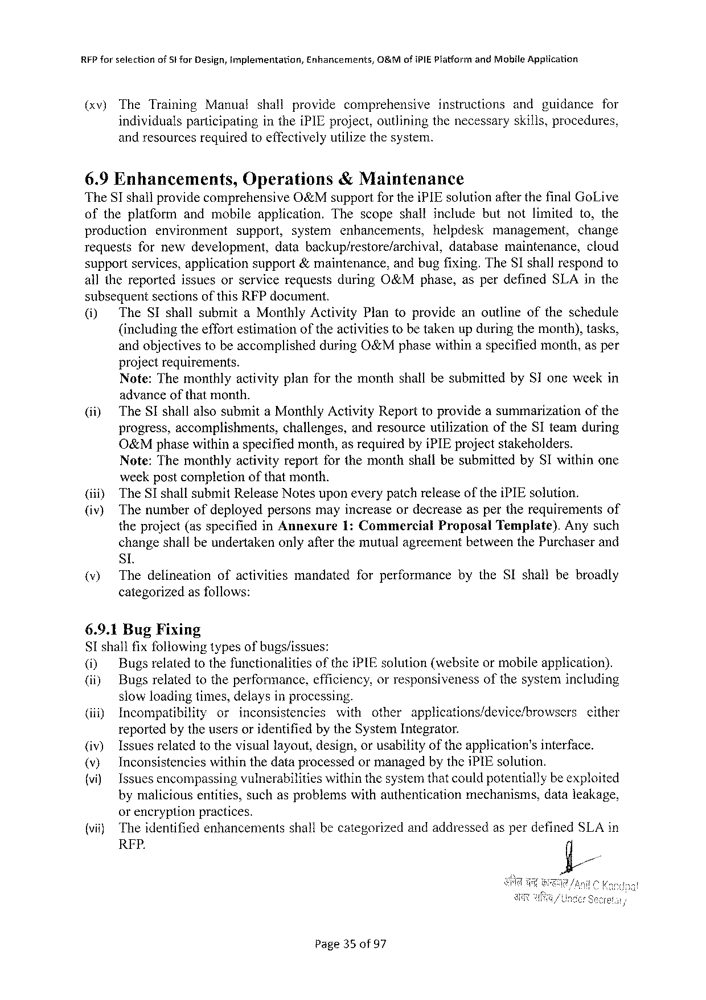 RFP for selection of SI for Design, Implementation, Enhancements, O&M of iPIE Platform and Mobile Application
(xv) The Training Manual shall provide comprehensive instructions and guidance for
individuals participating in the iPIE project, outlining the necessary skills, procedures,
and resources required to effectively utilize the system.
6.9 Enhancements, Operations & Maintenance
The SI shall provide comprehensive O&M support for the iPIE solution after the final GoLive
of the platform and mobile application. The scope shall include but not limited to, the
production environment support, system enhancements, helpdesk management, change
requests for new development, data backup/restore/archival, database maintenance, cloud
support services, application support & maintenance, and bug fixing. The SI shall respond to
all the reported issues or service requests during O&M phase, as per defined SLA in the
subsequent sections of this RFP document.
(i) The SI shall submit a Monthly Activity Plan to provide an outline of the schedule
(including the effort estimation of the activities to be taken up during the month), tasks,
and objectives to be accomplished during O&M phase within a specified month, as per
project requirements.
Note: The monthly activity plan for the month shall be submitted by SI one week in
advance of that month.
(ii) The SI shall also submit a Monthly Activity Report to provide a summarization of the
progress, accomplishments, challenges, and resource utilization of the SI team during
O&M phase within a specified month, as required by iPIE project stakeholders.
Note: The monthly activity report for the month shall be submitted by SI within one
week post completion of that month.
(iii) The SI shall submit Release Notes upon every patch release of the iPIE solution.
(iv) The number of deployed persons may increase or decrease as per the requirements of
the project (as specified in Annexure 1: Commercial Proposal Template). Any such
change shall be undertaken only after the mutual agreement between the Purchaser and
SI.
(v) The delineation of activities mandated for performance by the SI shall be broadly
categorized as follows:
6.9.1 Bug Fixing
SI shall fix following types of bugs/issues:
(i) Bugs related to the functionalities of the iPIE solution (website or mobile application).
(ii) Bugs related to the performance, efficiency, or responsiveness of the system including
slow loading times, delays in processing.
(iii) Incompatibility or inconsistencies with other applications/device/browsers either
reported by the users or identified by the System Integrator.
(iv) Issues related to the visual layout, design, or usability of the application's interface.
(v) Inconsistencies within the data processed or managed by the iPIE solution.
(vi) Issues encompassing vulnerabilities within the system that could potentially be exploited
by malicious entities, such as problems with authentication mechanisms, data leakage,
or encryption practices.
(vii) The identified enhancements shall be categorized and addressed as per defined SLA in
RFP.
अनिल चन्द्र काण्डपाल/Anil C Kandpal
अवर सचिव/Under Secretary
Page 35 of 97